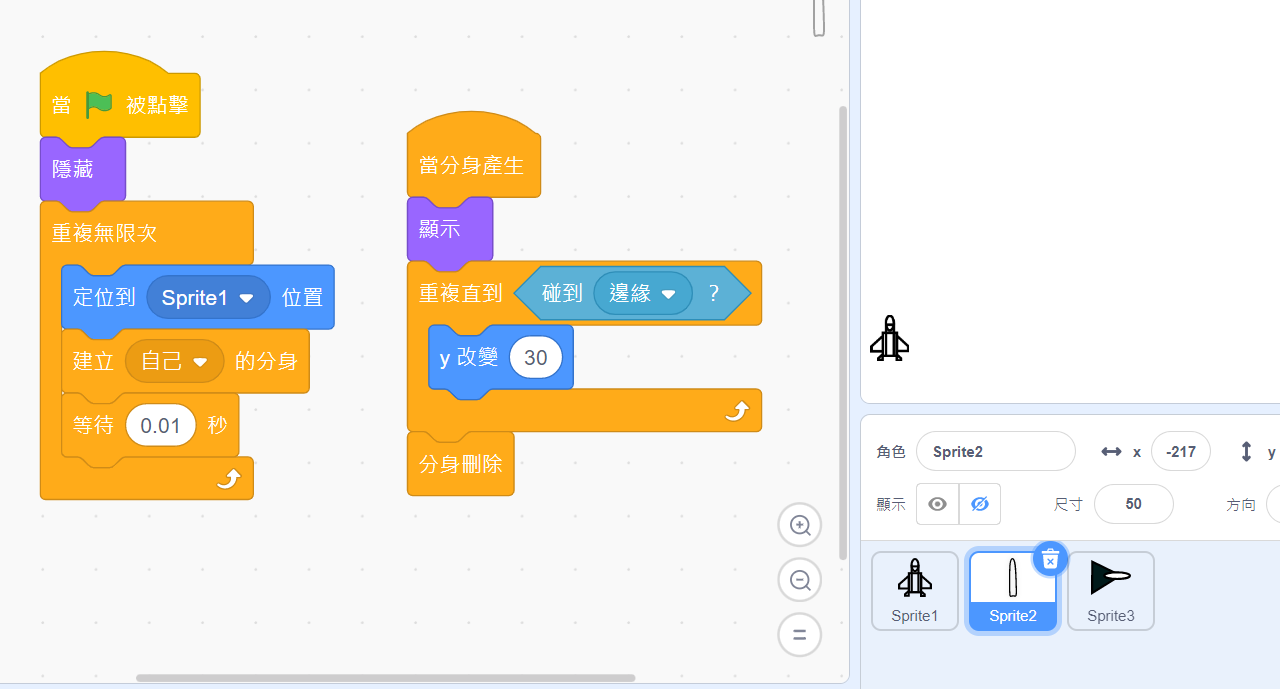 當 被點擊
隱藏
重複無限次
定位到 Sprite1 位置
建立 自己 的分身
等待 0.01 秒
當分身產生
顯示
重複直到 碰到 邊緣 ?
y 改變 30
分身刪除
角色 Sprite2 x -217 y
顯示 尺寸 50 方向
Sprite1 Sprite2 Sprite3